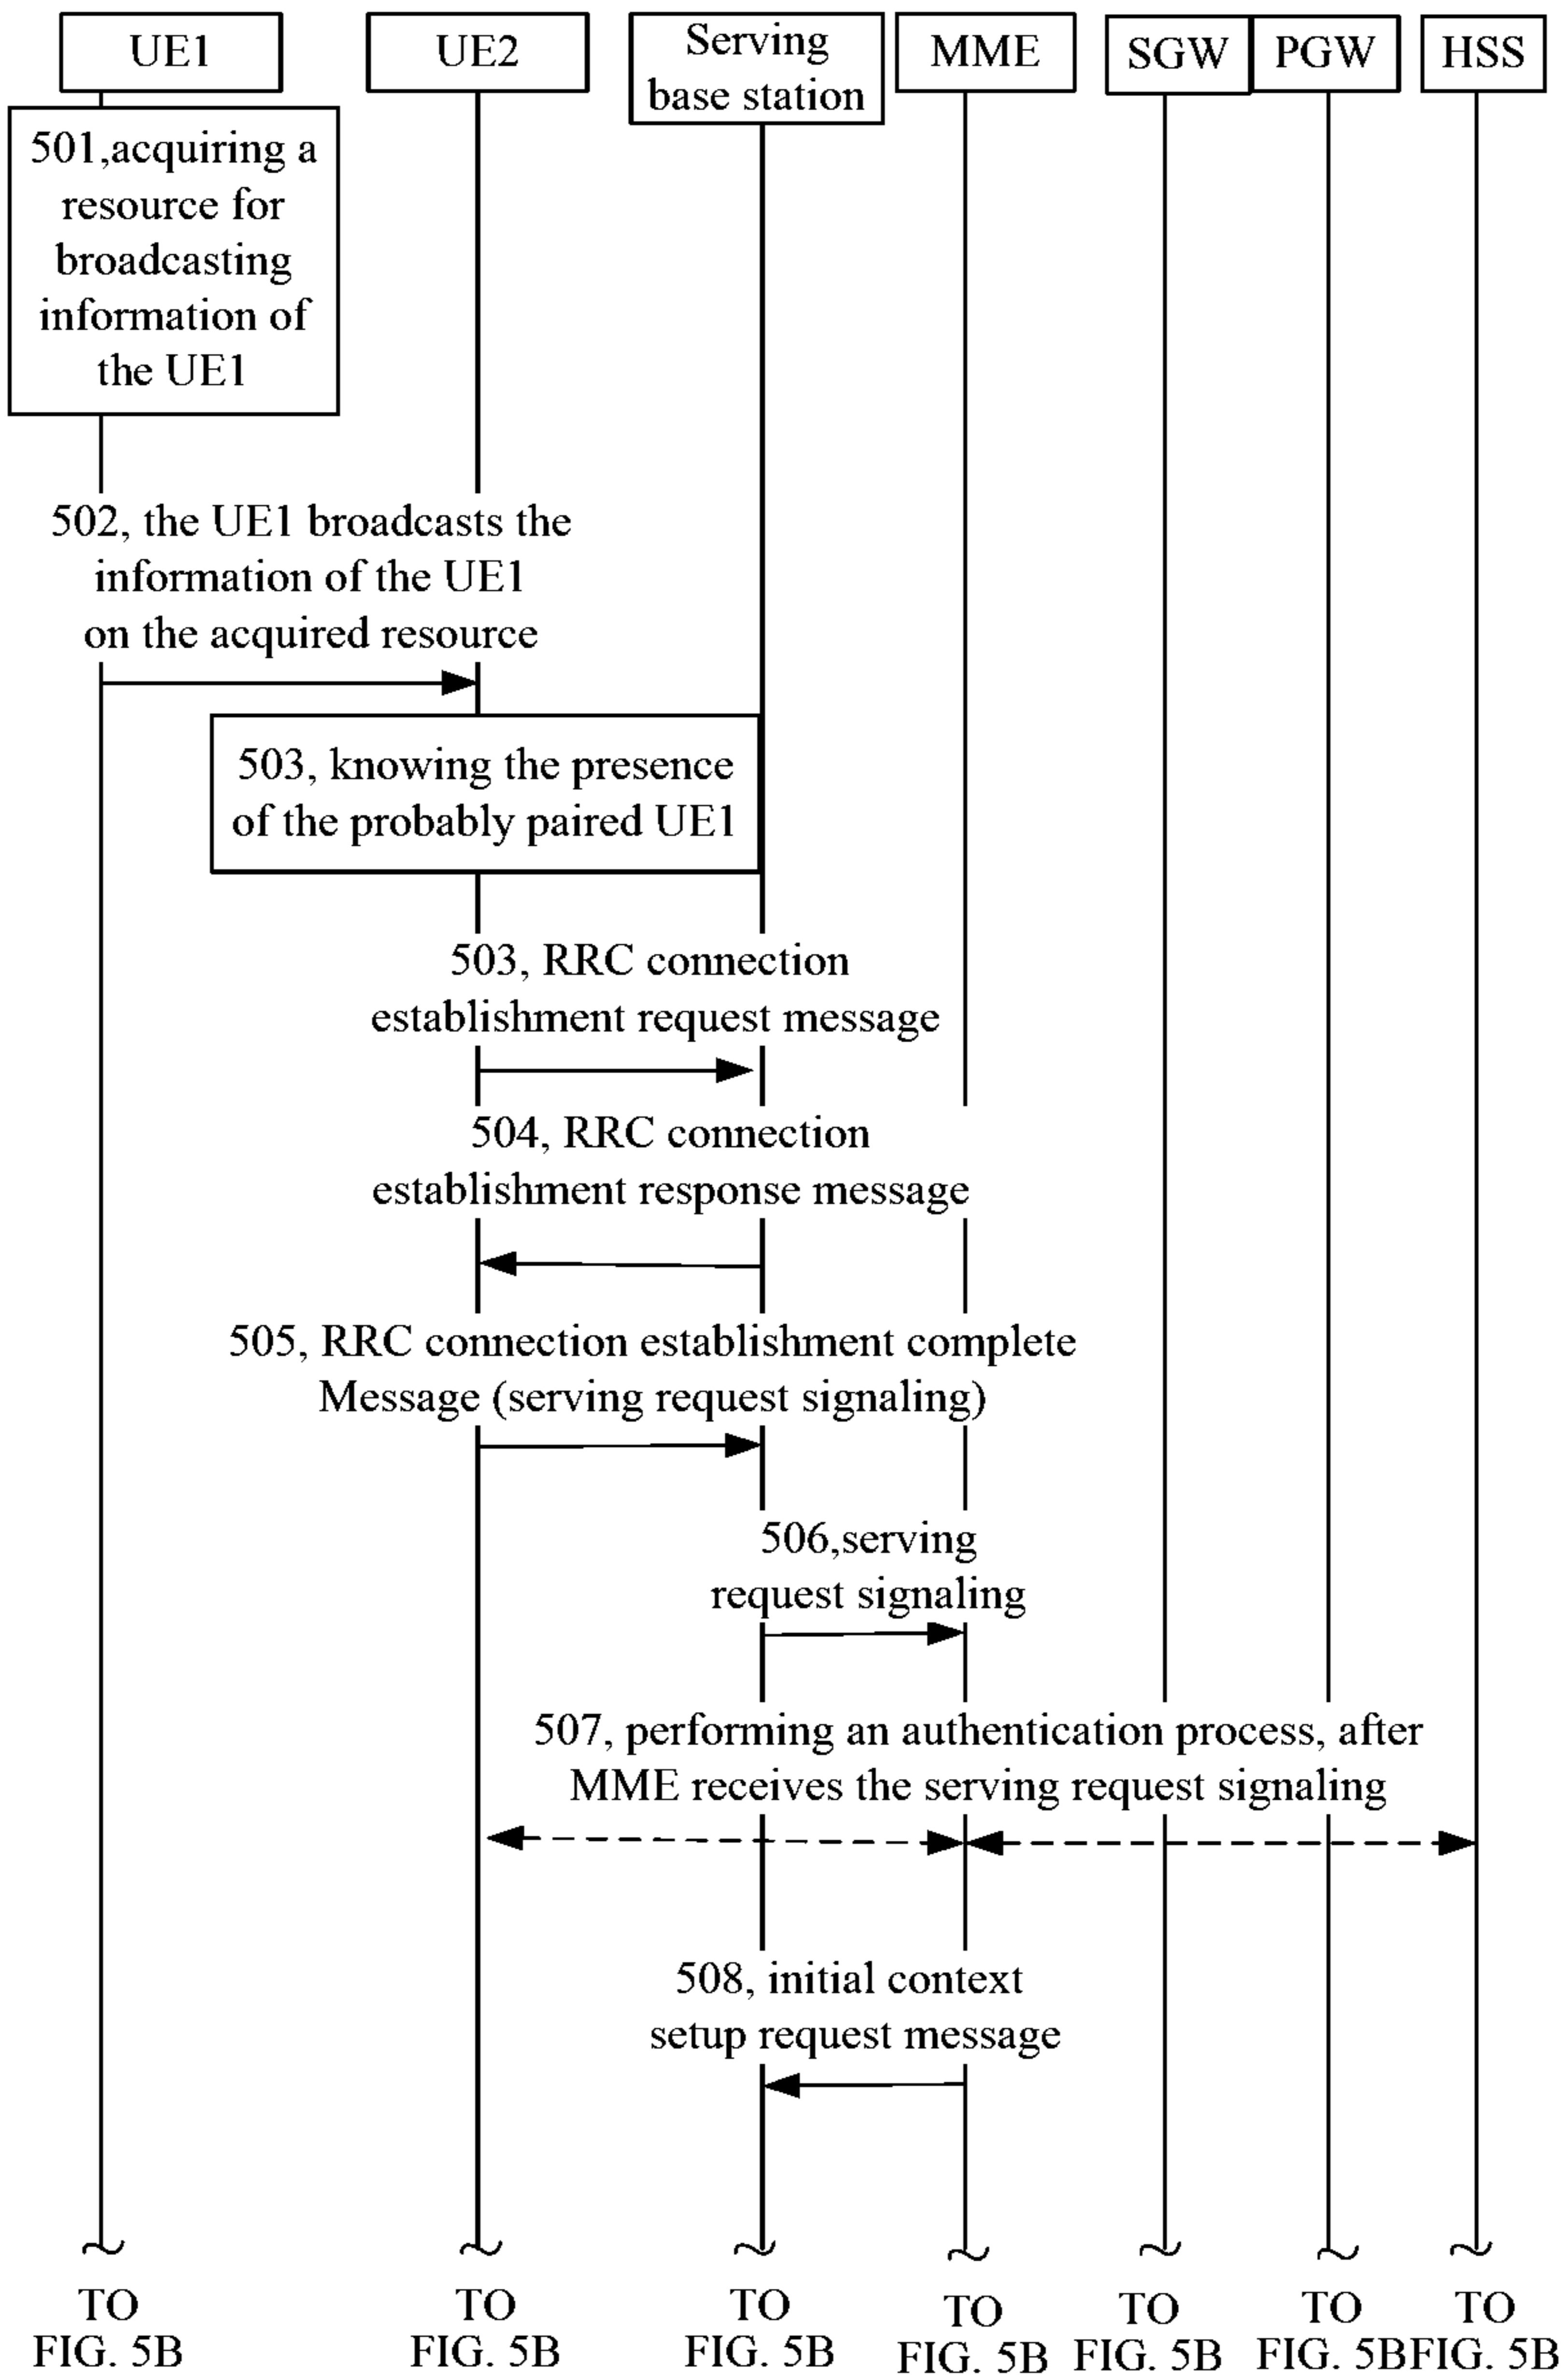 UE1
UE2
Serving
base station
MME
SGW
PGW
HSS
501,acquiring a
resource for
broadcasting
information of
the UE1
502, the UE1 broadcasts the
information of the UE1
on the acquired resource
503, knowing the presence
of the probably paired UE1
503, RRC connection
establishment request message
504, RRC connection
establishment response message
505, RRC connection establishment complete
Message (serving request signaling)
506,serving
request signaling
507, performing an authentication process, after
MME receives the serving request signaling
508, initial context
setup request message
TO
FIG. 5B
TO
FIG. 5B
TO
FIG. 5B
TO
FIG. 5B
TO
FIG. 5B
TO
FIG. 5B
TO
FIG. 5B